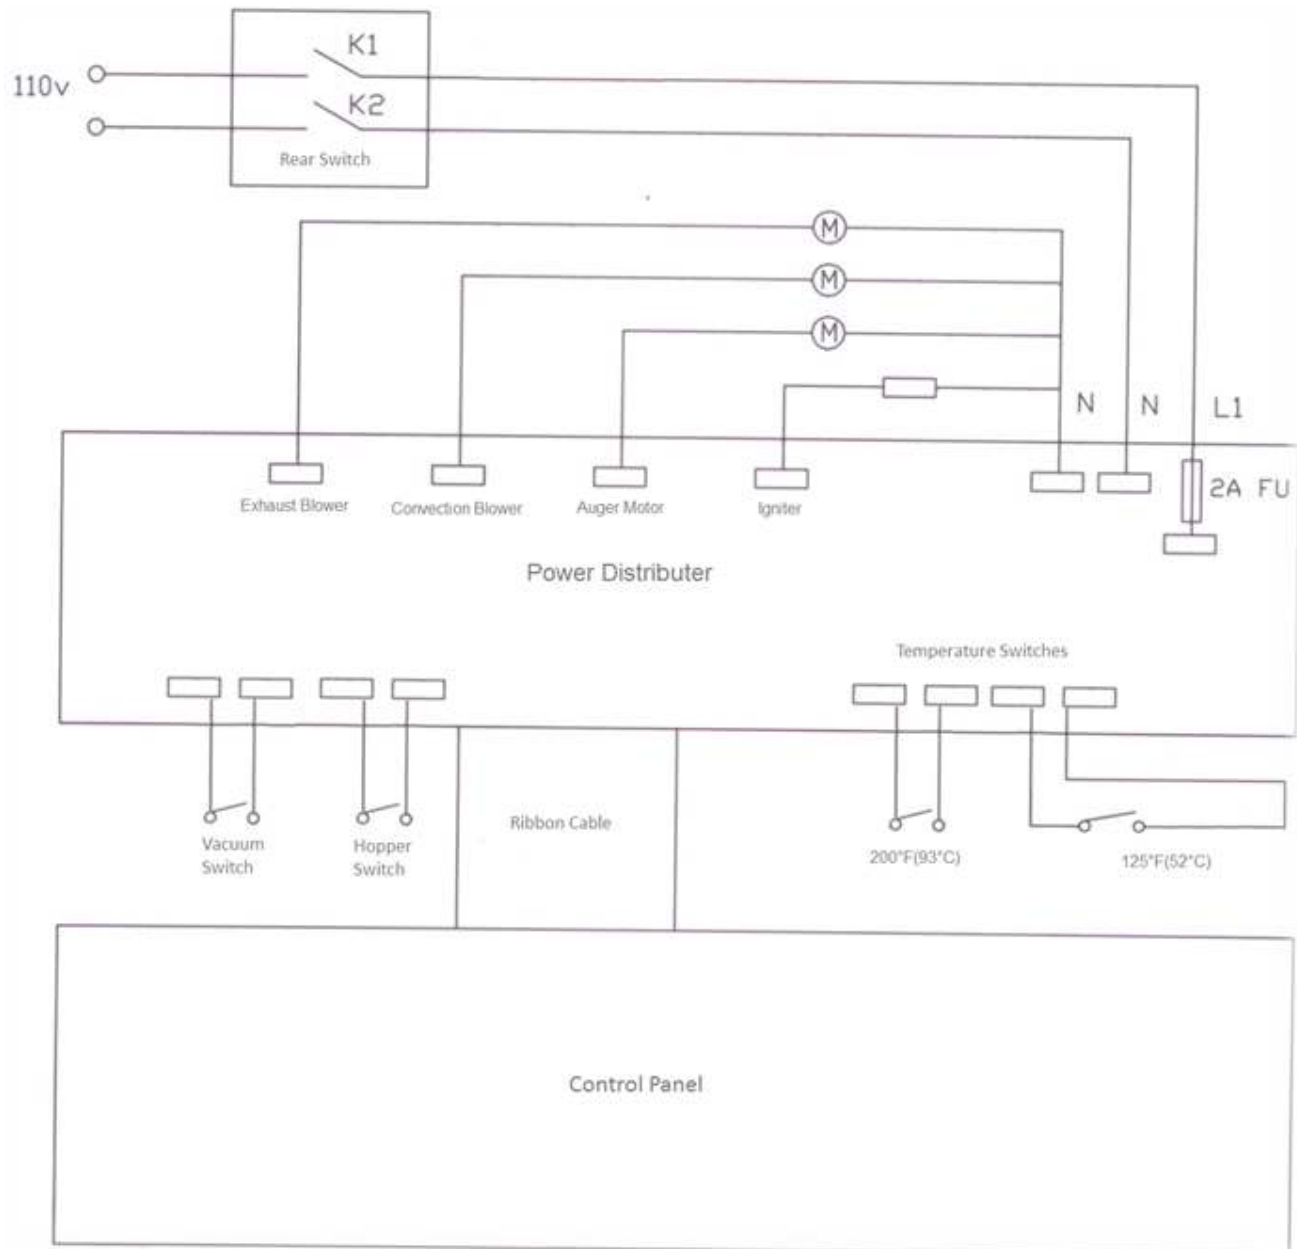 K1
110v
K2
Rear Switch
M
M
M
N
N
L1
2A FU
Exhaust Blower
Convection Blower
Auger Motor
Igniter
Power Distributer
Temperature Switches
Vacuum
Switch
Hopper
Switch
Ribbon Cable
200°F(93°C)
125°F(52°C)
Control Panel